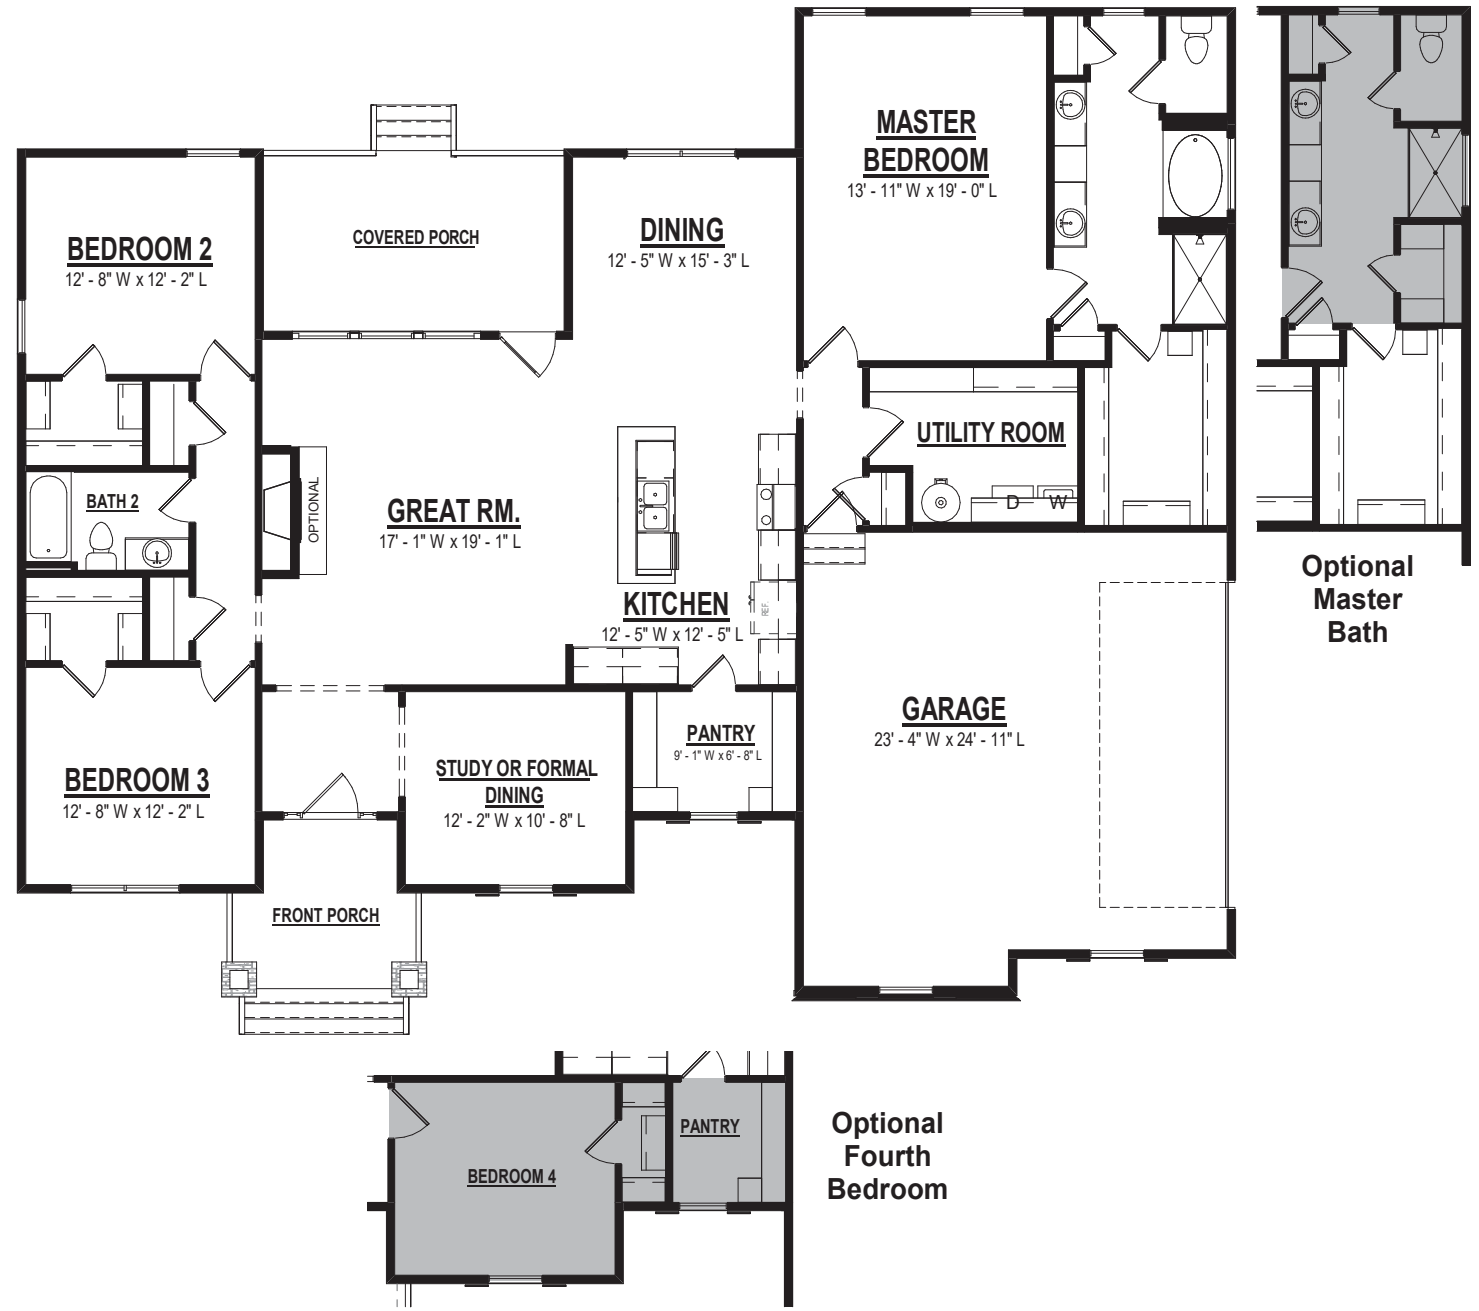 MASTER
BEDROOM
13' - 11" W x 19' - 0" L
BEDROOM 2
12' - 8" W x 12' - 2" L
COVERED PORCH
DINING
12' - 5" W x 15' - 3" L
UTILITY ROOM
D
W
BATH 2
OPTIONAL
GREAT RM.
17' - 1" W x 19' - 1" L
KITCHEN
12' - 5" W x 12' - 5" L
REF.
Optional
Master
Bath
BEDROOM 3
12' - 8" W x 12' - 2" L
STUDY OR FORMAL
DINING
12' - 2" W x 10' - 8" L
PANTRY
9' - 1" W x 6' - 8" L
GARAGE
23' - 4" W x 24' - 11" L
FRONT PORCH
BEDROOM 4
PANTRY
Optional
Fourth
Bedroom